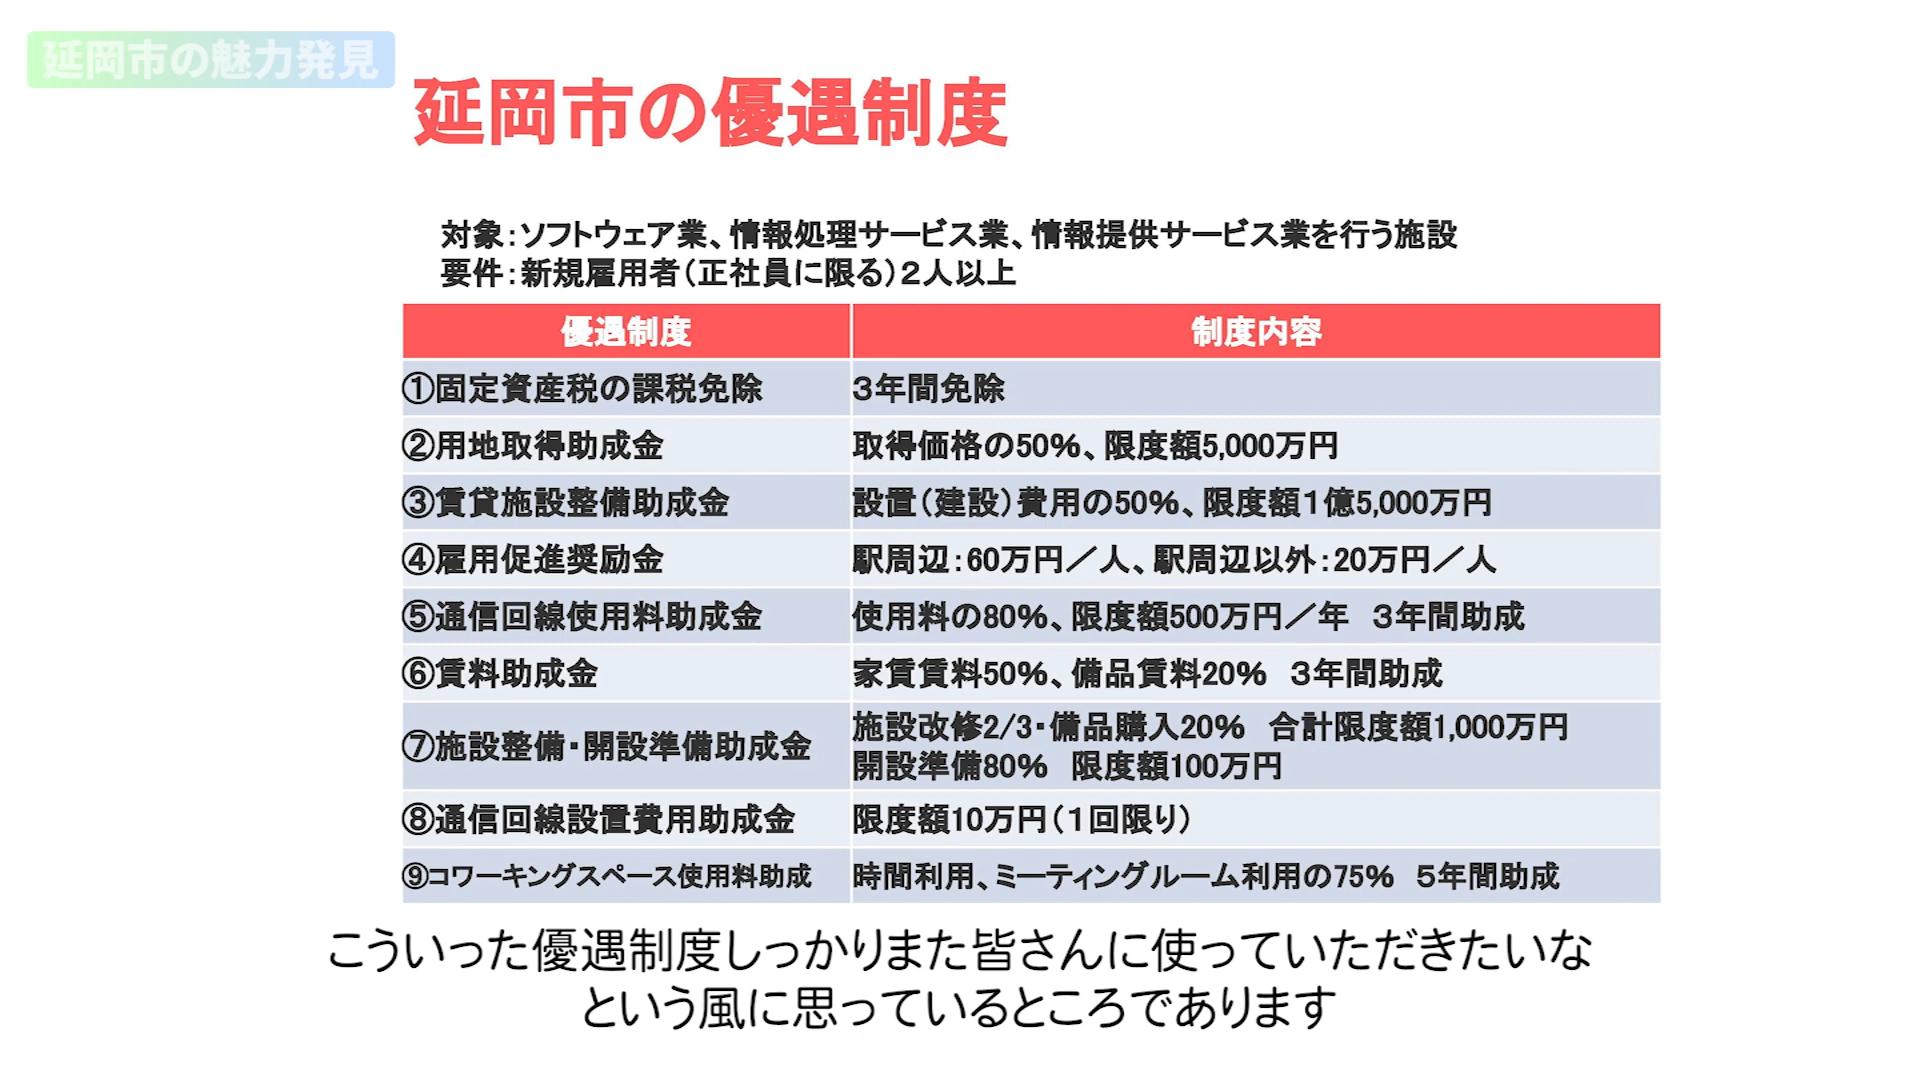 延岡市の魅力発見
延岡市の優遇制度
対象：ソフトウェア業、情報処理サービス業、情報提供サービス業を行う施設
要件：新規雇用者（正社員に限る）２人以上
優遇制度 制度内容
①固定資産税の課税免除 ３年間免除
②用地取得助成金 取得価格の50％、限度額5,000万円
③賃貸施設整備助成金 設置（建設）費用の50％、限度額１億5,000万円
④雇用促進奨励金 駅周辺：60万円／人、駅周辺以外：20万円／人
⑤通信回線使用料助成金 使用料の80％、限度額500万円／年　３年間助成
⑥賃料助成金 家賃賃料50％、備品賃料20％　３年間助成
⑦施設整備・開設準備助成金 施設改修2/3・備品購入20％　合計限度額1,000万円
開設準備80％　限度額100万円
⑧通信回線設置費用助成金 限度額10万円（１回限り）
⑨コワーキングスペース使用料助成 時間利用、ミーティングルーム利用の75％　５年間助成
こういった優遇制度しっかりまた皆さんに使っていただきたいな
という風に思っているところであります